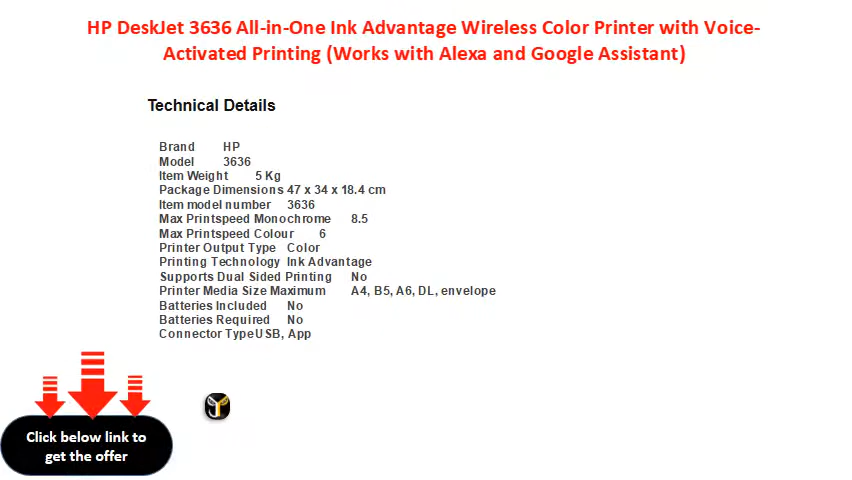 HP DeskJet 3636 All-in-One Ink Advantage Wireless Color Printer with Voice-
Activated Printing (Works with Alexa and Google Assistant)
Technical Details
Brand HP
Model 3636
Item Weight 5 Kg
Package Dimensions 47 x 34 x 18.4 cm
Item model number 3636
Max Printspeed Monochrome 8.5
Max Printspeed Colour 6
Printer Output Type Color
Printing Technology Ink Advantage
Supports Dual Sided Printing No
Printer Media Size Maximum A4, B5, A6, DL, envelope
Batteries Included No
Batteries Required No
Connector TypeUSB, App
Click below link to
get the offer